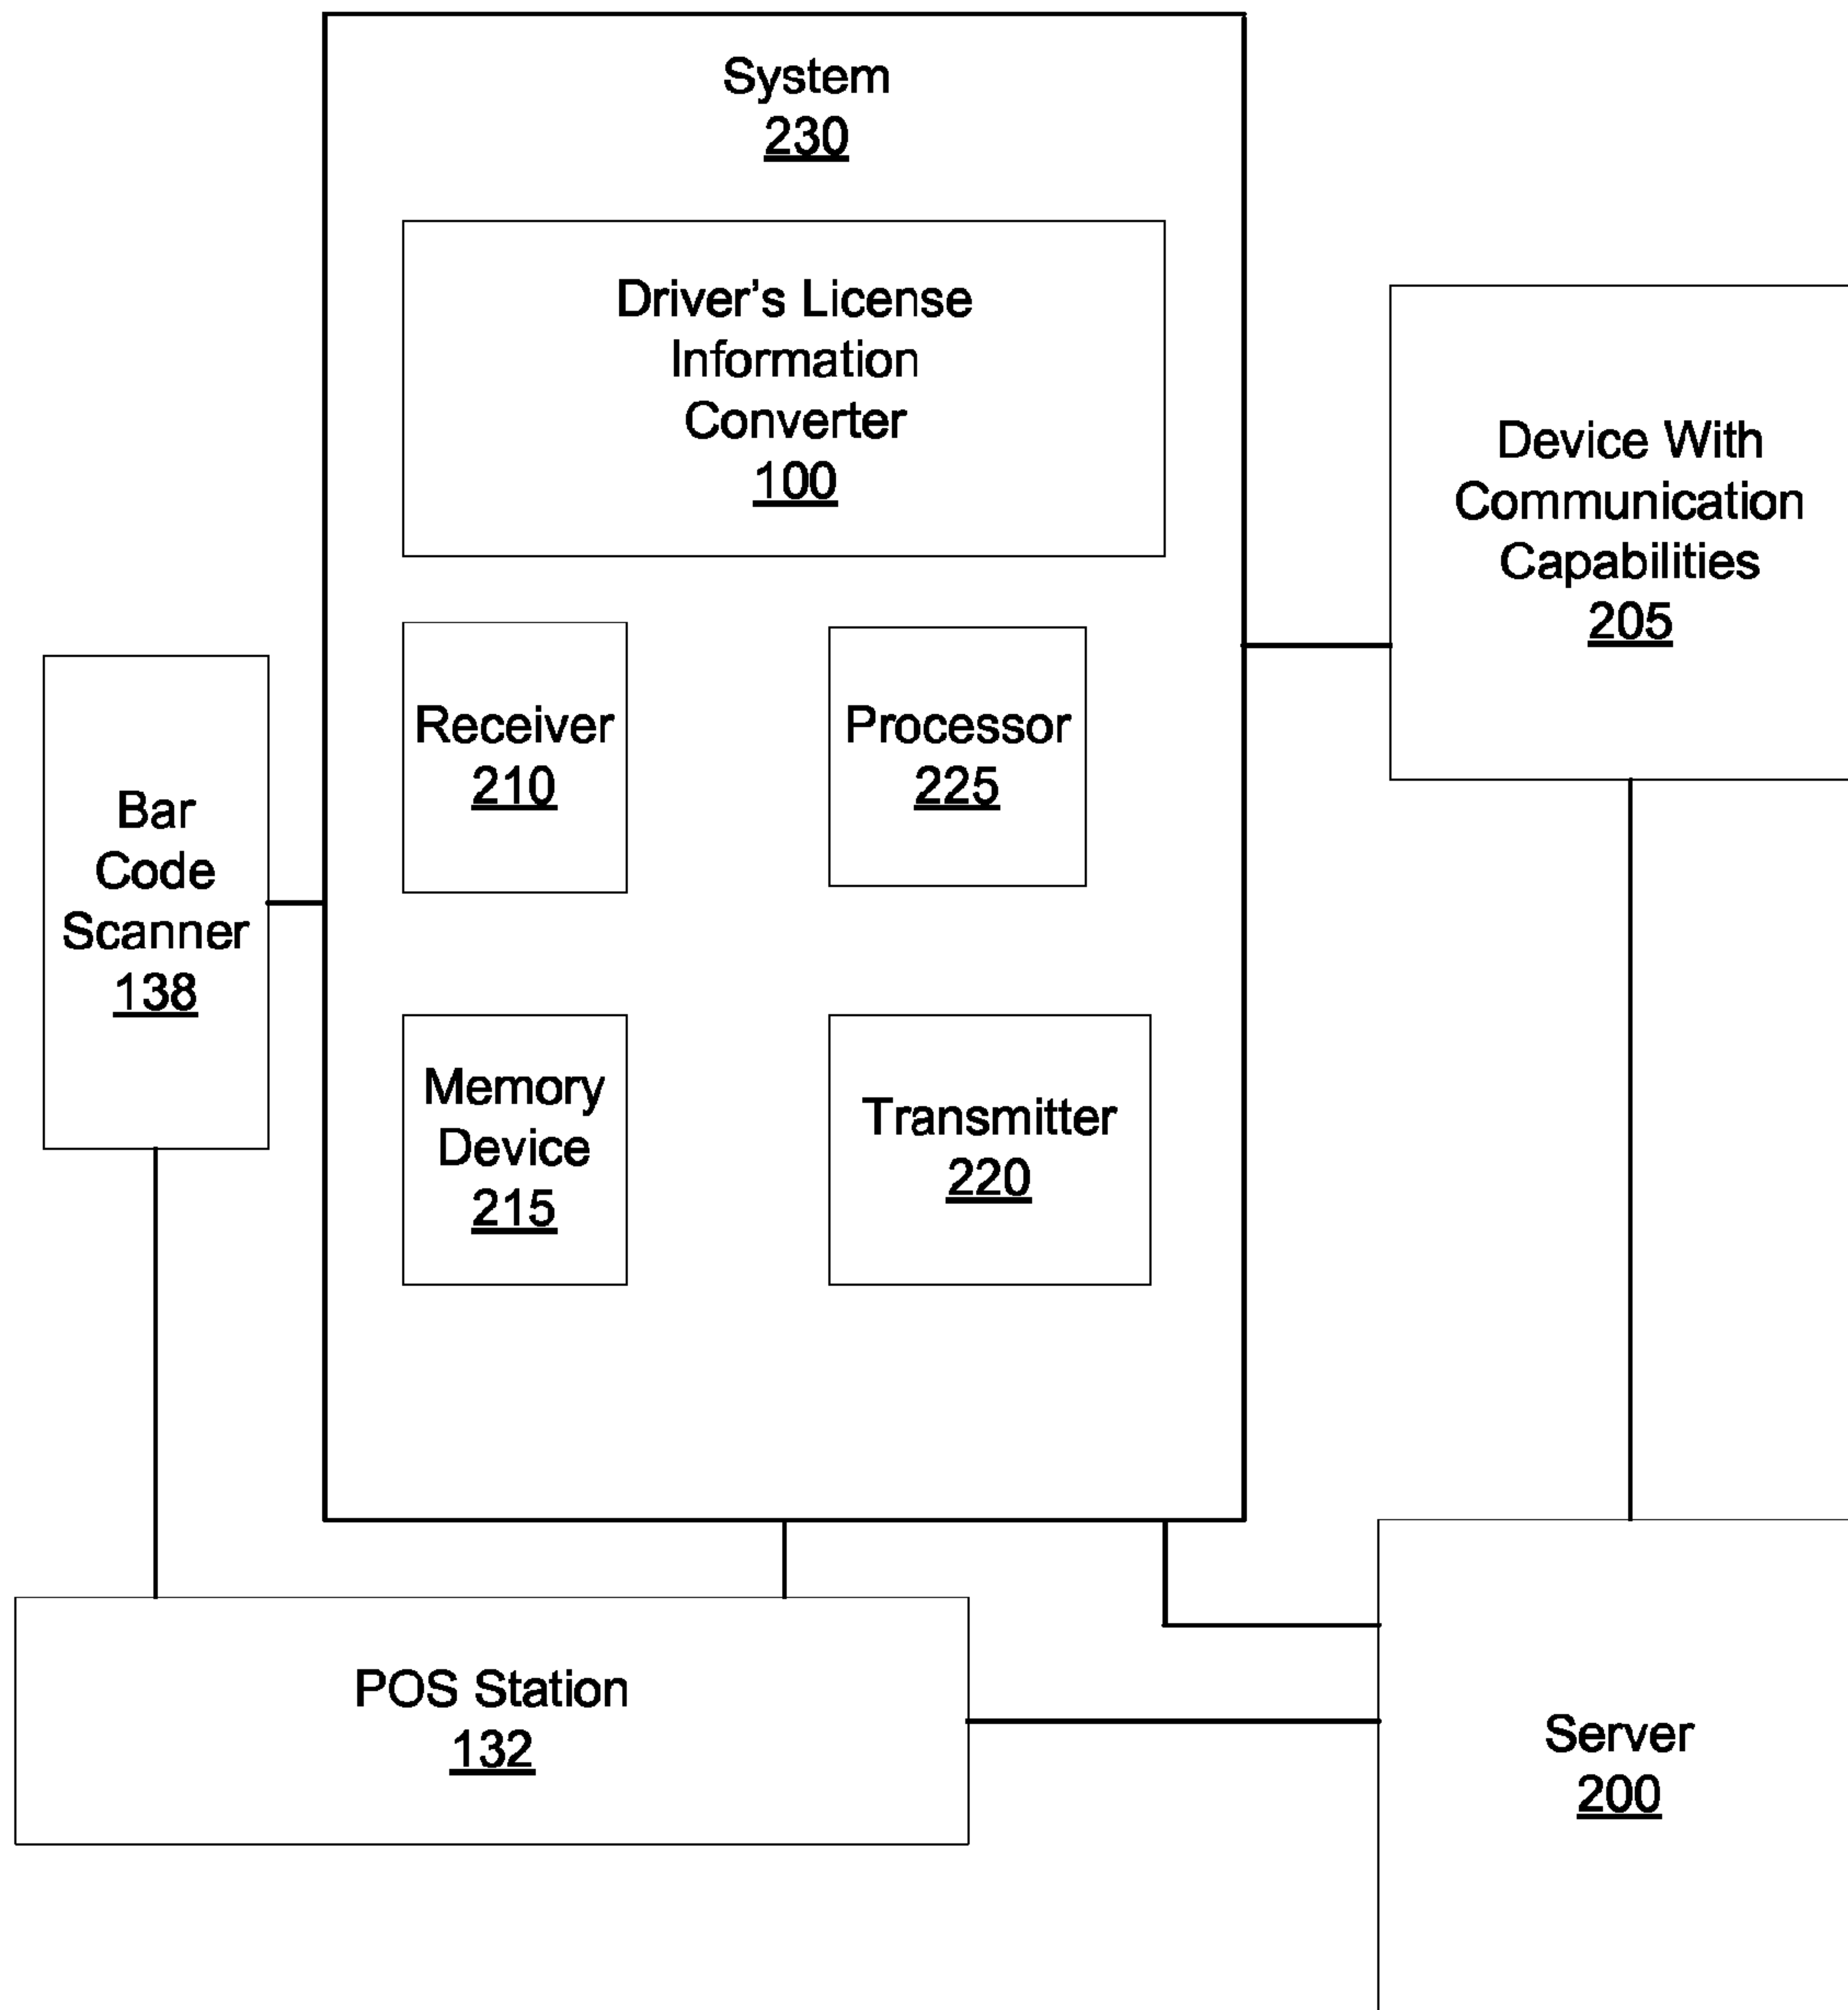 System
230
Driver's License
Information
Converter
100
Device With
Communication
Capabilities
205
Receiver
210
Processor
225
Bar
Code
Scanner
138
Memory
Device
215
Transmitter
220
POS Station
132
Server
200